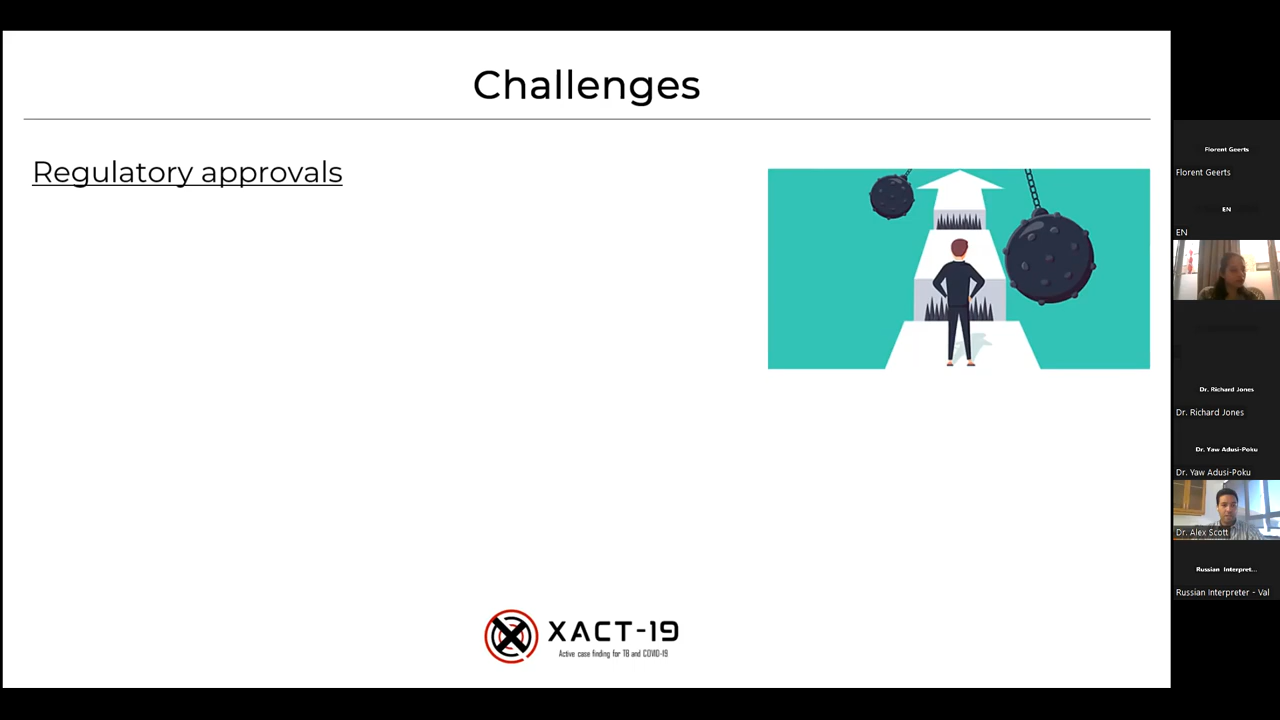 Challenges
Regulatory approvals
XACT-19
Active case finding for TB and COVID-19
Florent Geerts
Florent Geerts
EN
EN
Dr. Richard Jones
Dr. Richard Jones
Dr. Yaw Adusi-Poku
Dr. Yaw Adusi-Poku
Dr. Alex Scott
Russian Interpret...
Russian Interpreter - Val